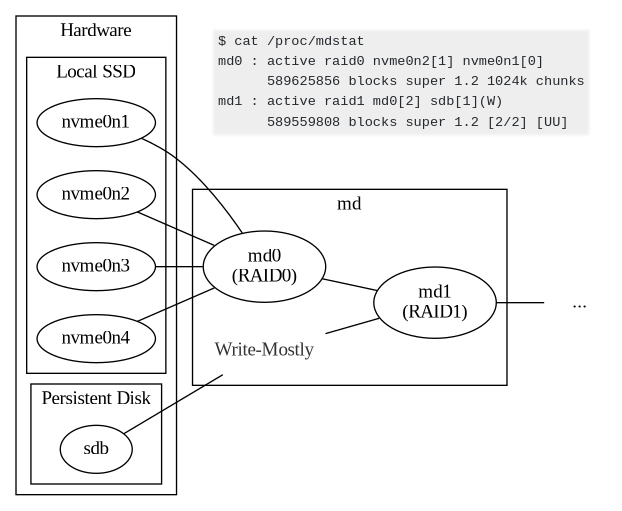 Hardware
Local SSD
nvme0n1
nvme0n2
nvme0n3
nvme0n4
Persistent Disk
sdb
$ cat /proc/mdstat
md0 : active raid0 nvme0n2[1] nvme0n1[0]
      589625856 blocks super 1.2 1024k chunks
md1 : active raid1 md0[2] sdb[1](W)
      589559808 blocks super 1.2 [2/2] [UU]
md
md0
(RAID0)
md1
(RAID1)
Write-Mostly
...